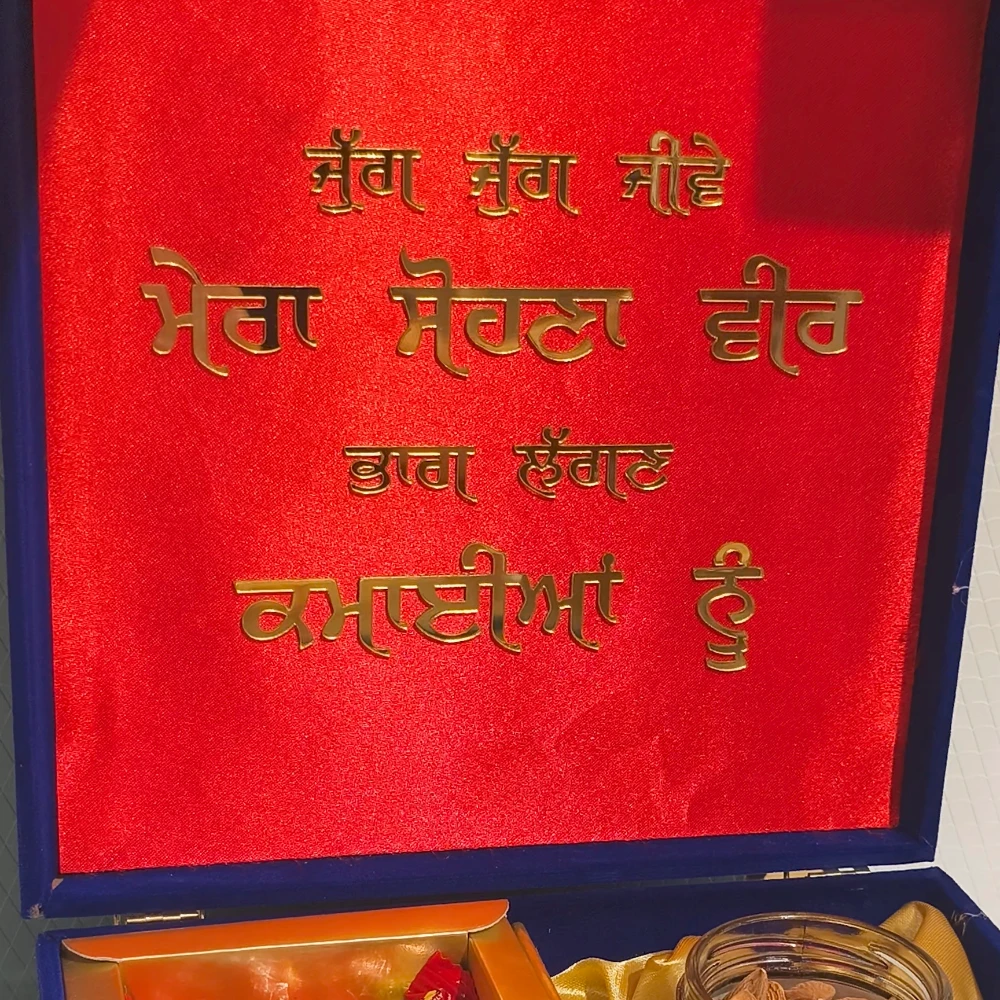 ਜੁੱਗ ਜੁੱਗ ਜੀਵੇ
ਮੇਰਾ ਸੋਹਣਾ ਵੀਰ
ਭਾਗ ਲੱਗਣ
ਕਮਾਈਆਂ ਨੂੰ